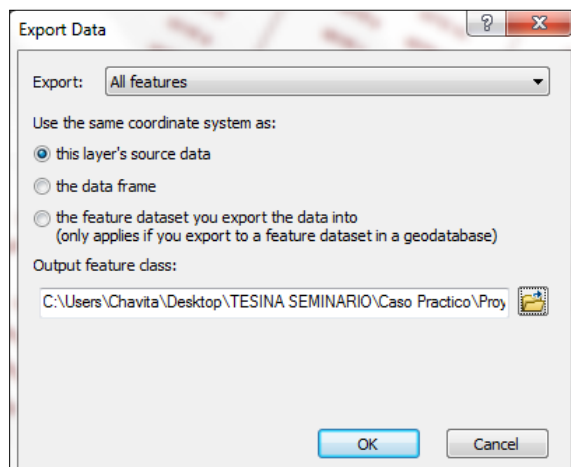 Export Data
?
X
Export: All features
Use the same coordinate system as:
this layer's source data
the data frame
the feature dataset you export the data into
(only applies if you export to a feature dataset in a geodatabase)
Output feature class:
C:\Users\Chavita\Desktop\TESINA SEMINARIO\Caso Practico\Proy
OK
Cancel